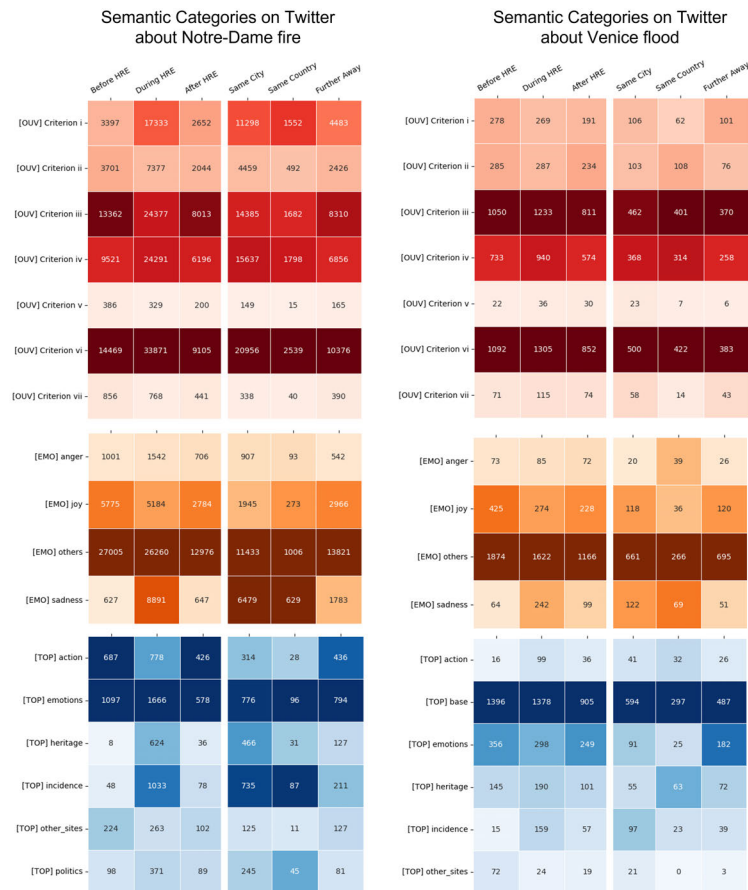 Semantic Categories on Twitter
about Notre-Dame fire
Before HRE During HRE After HRE Same City Same Country Further Away
[OUV] Criterion i 3397 17333 2652 11298 1552 4483
[OUV] Criterion ii 3701 7377 2044 4459 492 2426
[OUV] Criterion iii 13362 24377 8013 14385 1682 8310
[OUV] Criterion iv 9521 24291 6196 15637 1798 6856
[OUV] Criterion v 386 329 200 149 15 165
[OUV] Criterion vi 14469 33871 9105 20956 2539 10376
[OUV] Criterion vii 856 768 441 338 40 390
[EMO] anger 1001 1542 706 907 93 542
[EMO] joy 5775 5184 2784 1945 273 2966
[EMO] others 27005 26260 12976 11433 1006 13821
[EMO] sadness 627 8891 647 6479 629 1783
[TOP] action 687 778 426 314 28 436
[TOP] emotions 1097 1666 578 776 96 794
[TOP] heritage 8 624 36 466 31 127
[TOP] incidence 48 1033 78 735 87 211
[TOP] other_sites 224 263 102 125 11 127
[TOP] politics 98 371 89 245 45 81
Semantic Categories on Twitter
about Venice flood
Before HRE During HRE After HRE Same City Same Country Further Away
[OUV] Criterion i 278 269 191 106 62 101
[OUV] Criterion ii 285 287 234 103 108 76
[OUV] Criterion iii 1050 1233 811 462 401 370
[OUV] Criterion iv 733 940 574 368 314 258
[OUV] Criterion v 22 36 30 23 7 6
[OUV] Criterion vi 1092 1305 852 500 422 383
[OUV] Criterion vii 71 115 74 58 14 43
[EMO] anger 73 85 72 20 39 26
[EMO] joy 425 274 228 118 36 120
[EMO] others 1874 1622 1166 661 266 695
[EMO] sadness 64 242 99 122 69 51
[TOP] action 16 99 36 41 32 26
[TOP] base 1396 1378 905 594 297 487
[TOP] emotions 356 298 249 91 25 182
[TOP] heritage 145 190 101 55 63 72
[TOP] incidence 15 159 57 97 23 39
[TOP] other_sites 72 24 19 21 0 3